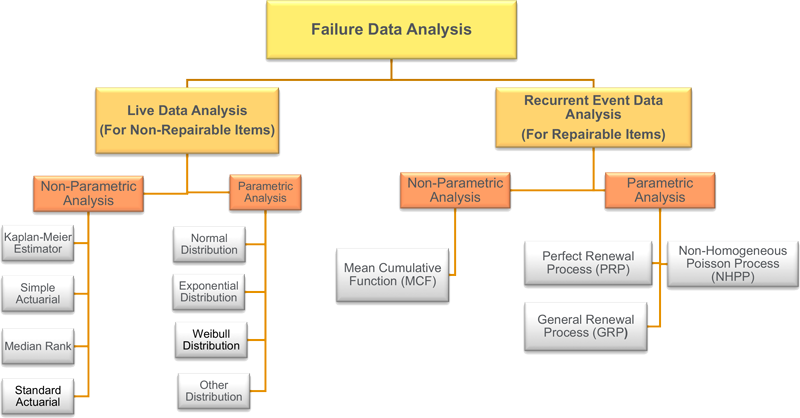 Failure Data Analysis
Live Data Analysis
(For Non-Repairable Items)
Recurrent Event Data
Analysis
(For Repairable Items)
Non-Parametric
Analysis
Parametric
Analysis
Non-Parametric
Analysis
Parametric
Analysis
Kaplan-Meier
Estimator
Simple
Actuarial
Median Rank
Standard
Actuarial
Normal
Distribution
Exponential
Distribution
Weibull
Distribution
Other
Distribution
Mean Cumulative
Function (MCF)
Perfect Renewal
Process (PRP)
Non-Homogeneous
Poisson Process
(NHPP)
General Renewal
Process (GRP)